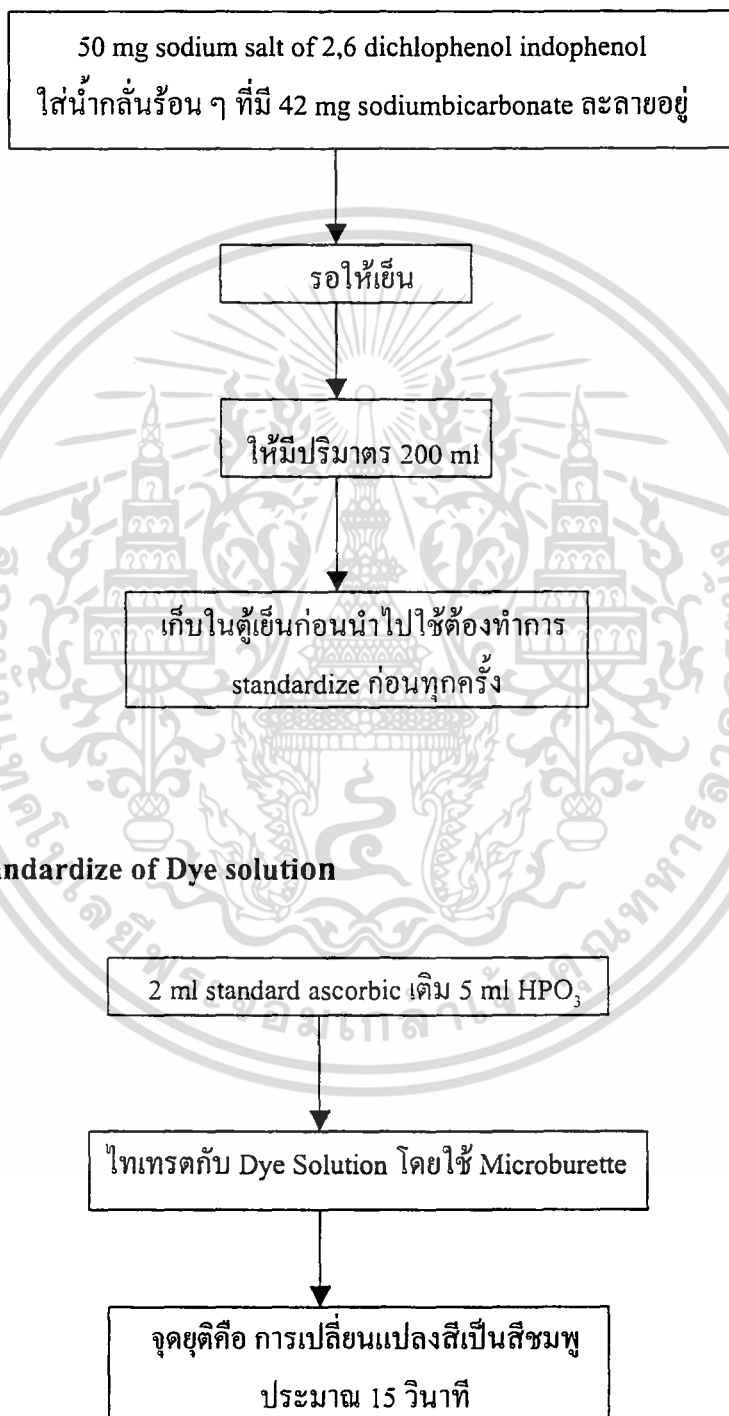 50 mg sodium salt of 2,6 dichlophenol indophenol
ใส่น้ำกลั่นร้อน ๆ ที่มี 42 mg sodiumbicarbonate ละลายอยู่
รอให้เย็น
ให้มีปริมาตร 200 ml
เก็บในตู้เย็นก่อนนำไปใช้ต้องทำการ
standardize ก่อนทุกครั้ง
andardize of Dye solution
2 ml standard ascorbic เติม 5 ml HPO₃
ไทเทรตกับ Dye Solution โดยใช้ Microburette
จุดยุติคือ การเปลี่ยนแปลงสีเป็นสีชมพู
ประมาณ 15 วินาที